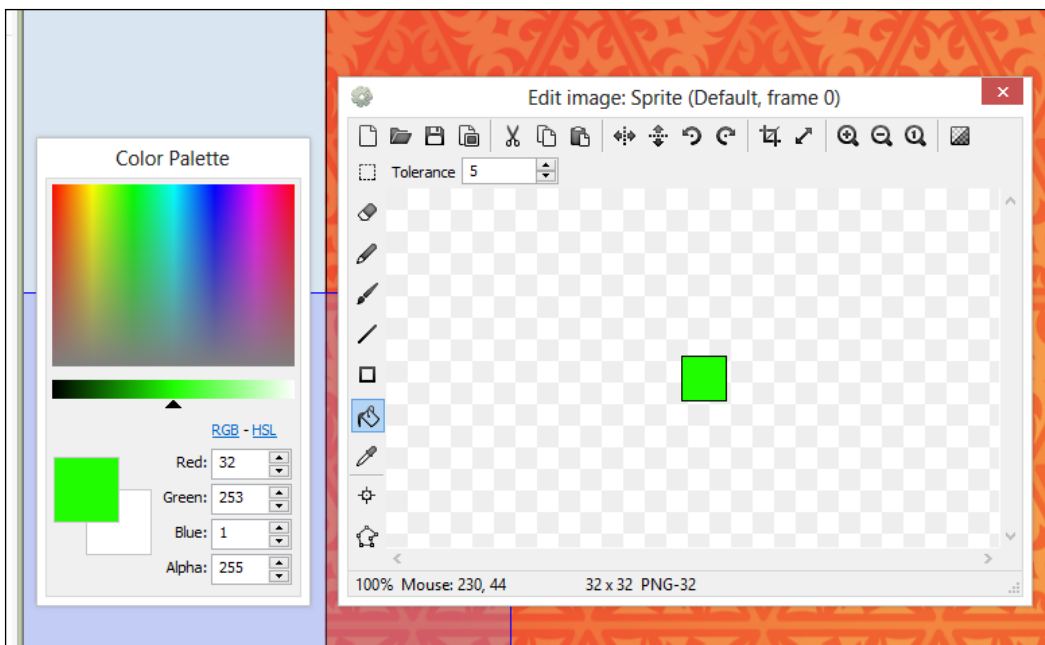 Edit image: Sprite (Default, frame 0)
Color Palette
Tolerance 5
RGB - HSL
Red: 32
Green: 253
Blue: 1
Alpha: 255
100% Mouse: 230, 44 32 x 32 PNG-32